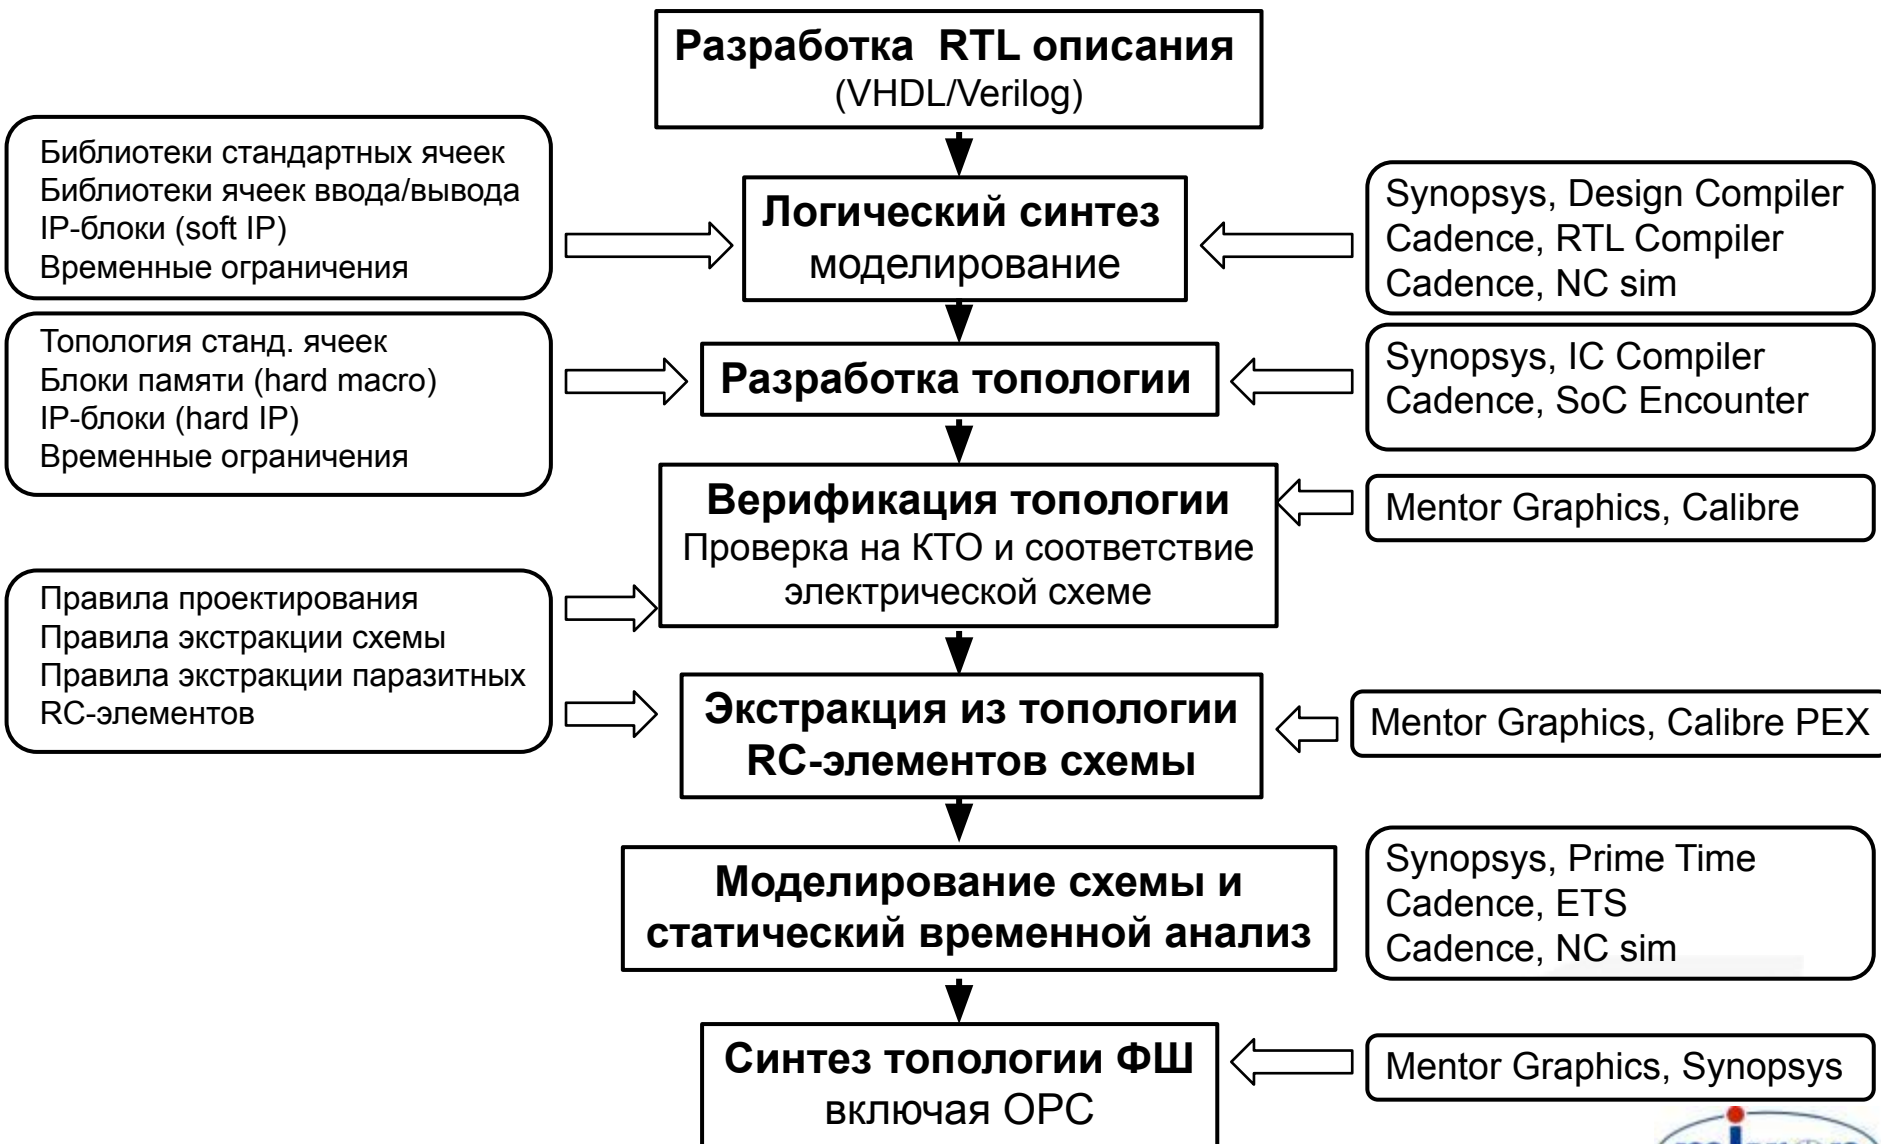 Разработка RTL описания
(VHDL/Verilog)
Библиотеки стандартных ячеек
Библиотеки ячеек ввода/вывода
IP-блоки (soft IP)
Временные ограничения
Логический синтез
моделирование
Synopsys, Design Compiler
Cadence, RTL Compiler
Cadence, NC sim
Топология станд. ячеек
Блоки памяти (hard macro)
IP-блоки (hard IP)
Временные ограничения
Разработка топологии
Synopsys, IC Compiler
Cadence, SoC Encounter
Верификация топологии
Проверка на КТО и соответствие
электрической схеме
Mentor Graphics, Calibre
Правила проектирования
Правила экстракции схемы
Правила экстракции паразитных
RC-элементов
Экстракция из топологии
RC-элементов схемы
Mentor Graphics, Calibre PEX
Моделирование схемы и
статический временной анализ
Synopsys, Prime Time
Cadence, ETS
Cadence, NC sim
Синтез топологии ФШ
включая OPC
Mentor Graphics, Synopsys